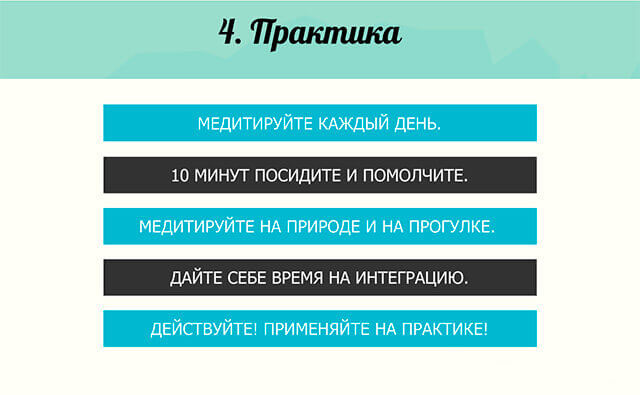 4. Практика
МЕДИТИРУЙТЕ КАЖДЫЙ ДЕНЬ.
10 МИНУТ ПОСИДИТЕ И ПОМОЛЧИТЕ.
МЕДИТИРУЙТЕ НА ПРИРОДЕ И НА ПРОГУЛКЕ.
ДАЙТЕ СЕБЕ ВРЕМЯ НА ИНТЕГРАЦИЮ.
ДЕЙСТВУЙТЕ! ПРИМЕНЯЙТЕ НА ПРАКТИКЕ!